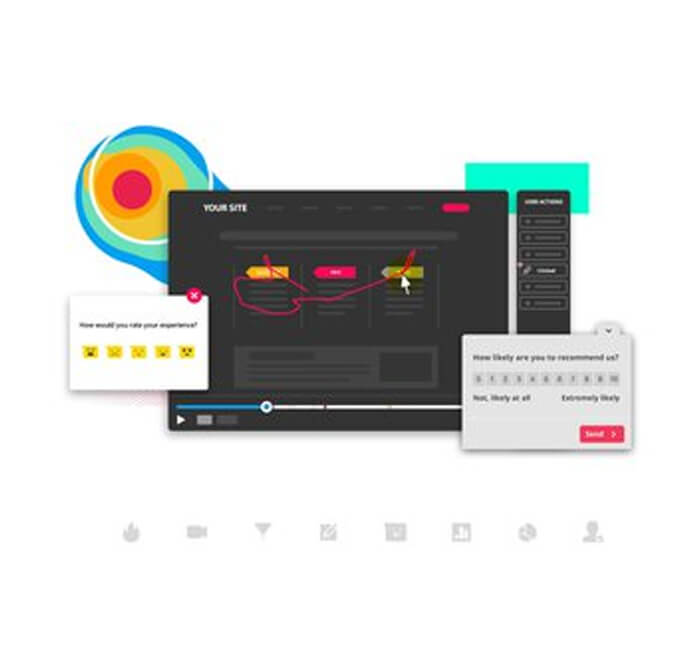 YOUR SITE
USER ACTIONS
Clicked
How would you rate your experience?
How likely are you to recommend us?
0 1 2 3 4 5 6 7 8 9 10
Not, likely at all Extremely likely
Send